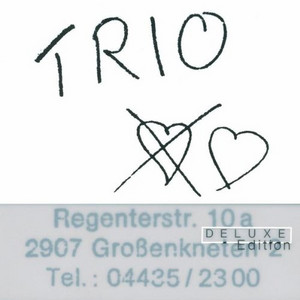 TRIO
Regenterstr. 10 a
2907 Großenkneten 2
DELUXE
Edition
Tel.: 04435/2300